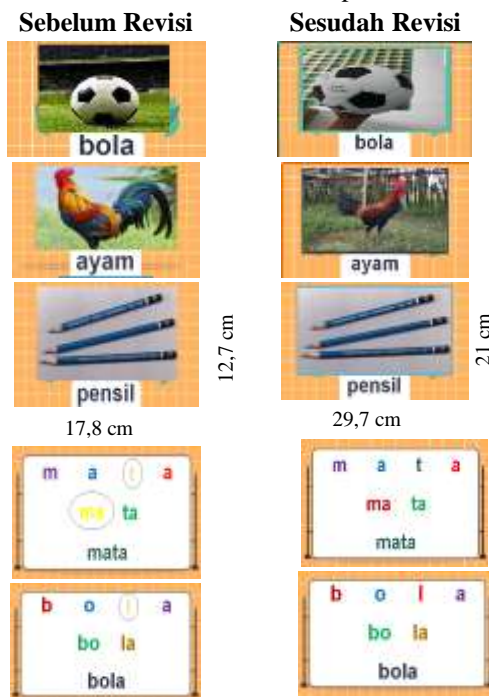 Sebelum Revisi
Sesudah Revisi
bola
bola
ayam
ayam
pensil
12,7 cm
pensil
21 cm
17,8 cm
29,7 cm
m a t a
ma ta
mata
m a t a
ma ta
mata
b o l a
bo la
bola
b o l a
bo la
bola